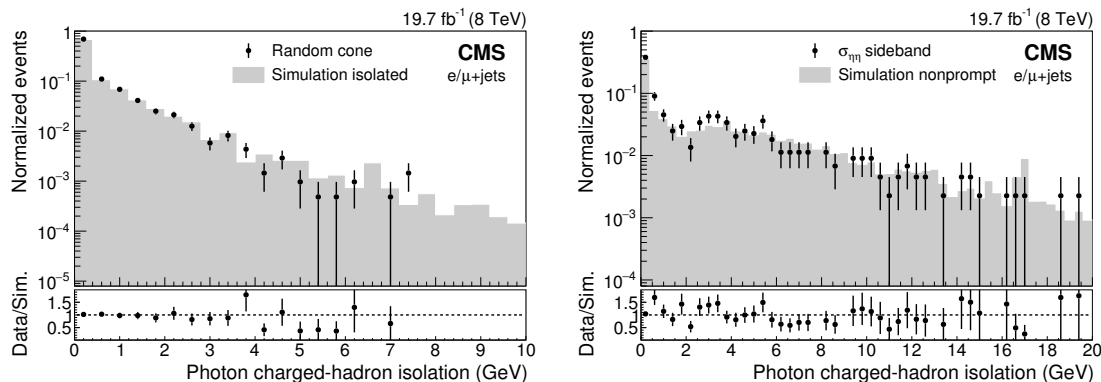 19.7 fb⁻¹ (8 TeV)
CMS
e/μ+jets
Random cone
Simulation isolated
Normalized events
1
10⁻¹
10⁻²
10⁻³
10⁻⁴
10⁻⁵
Data/Sim.
1.5
1
0.5
0 1 2 3 4 5 6 7 8 9 10
Photon charged-hadron isolation (GeV)
19.7 fb⁻¹ (8 TeV)
CMS
e/μ+jets
σηη sideband
Simulation nonprompt
Normalized events
1
10⁻¹
10⁻²
10⁻³
10⁻⁴
Data/Sim.
1.5
1
0.5
0 2 4 6 8 10 12 14 16 18 20
Photon charged-hadron isolation (GeV)